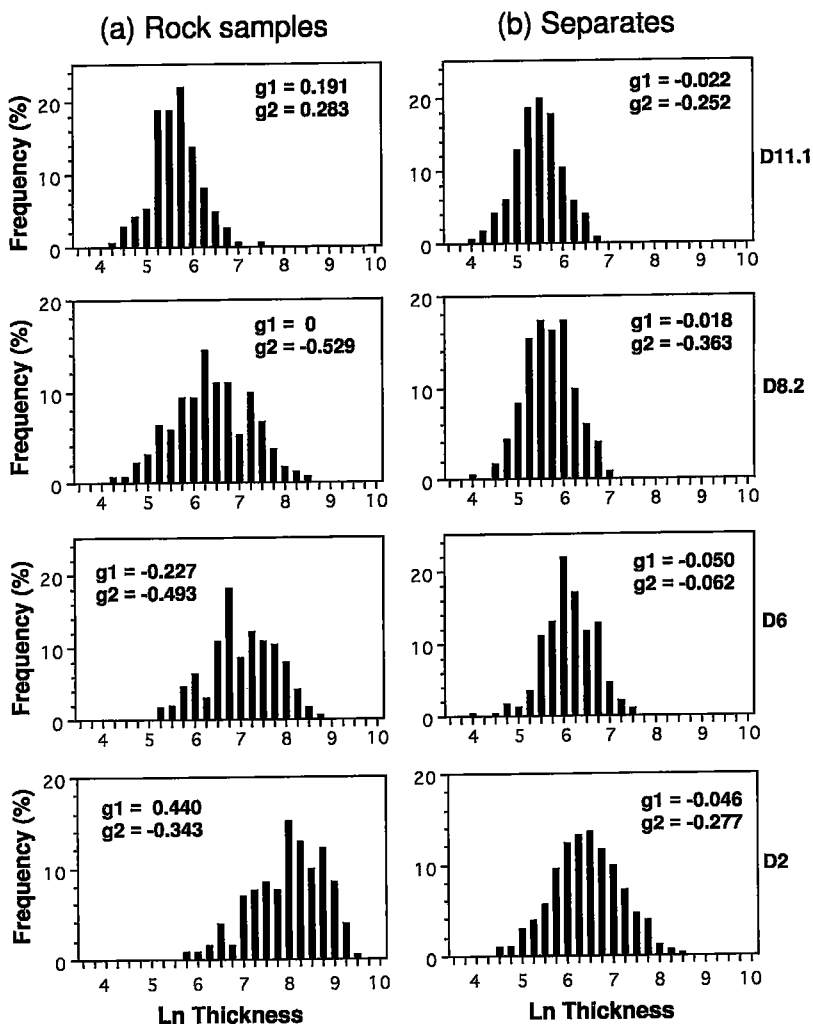 (a) Rock samples
(b) Separates
Frequency (%)
20
10
0
g1 = 0.191
g2 = 0.283
4 5 6 7 8 9 10
20
10
0
g1 = -0.022
g2 = -0.252
4 5 6 7 8 9 10
D11.1
Frequency (%)
20
10
0
g1 = 0
g2 = -0.529
4 5 6 7 8 9 10
20
10
0
g1 = -0.018
g2 = -0.363
4 5 6 7 8 9 10
D8.2
Frequency (%)
20
10
0
g1 = -0.227
g2 = -0.493
5 6 7 8 9 10
20
10
0
g1 = -0.050
g2 = -0.062
4 5 6 7 8 9 10
D6
Frequency (%)
20
10
0
g1 = 0.440
g2 = -0.343
4 5 6 7 8 9 10
Ln Thickness
20
10
0
g1 = -0.046
g2 = -0.277
4 5 6 7 8 9 10
Ln Thickness
D2